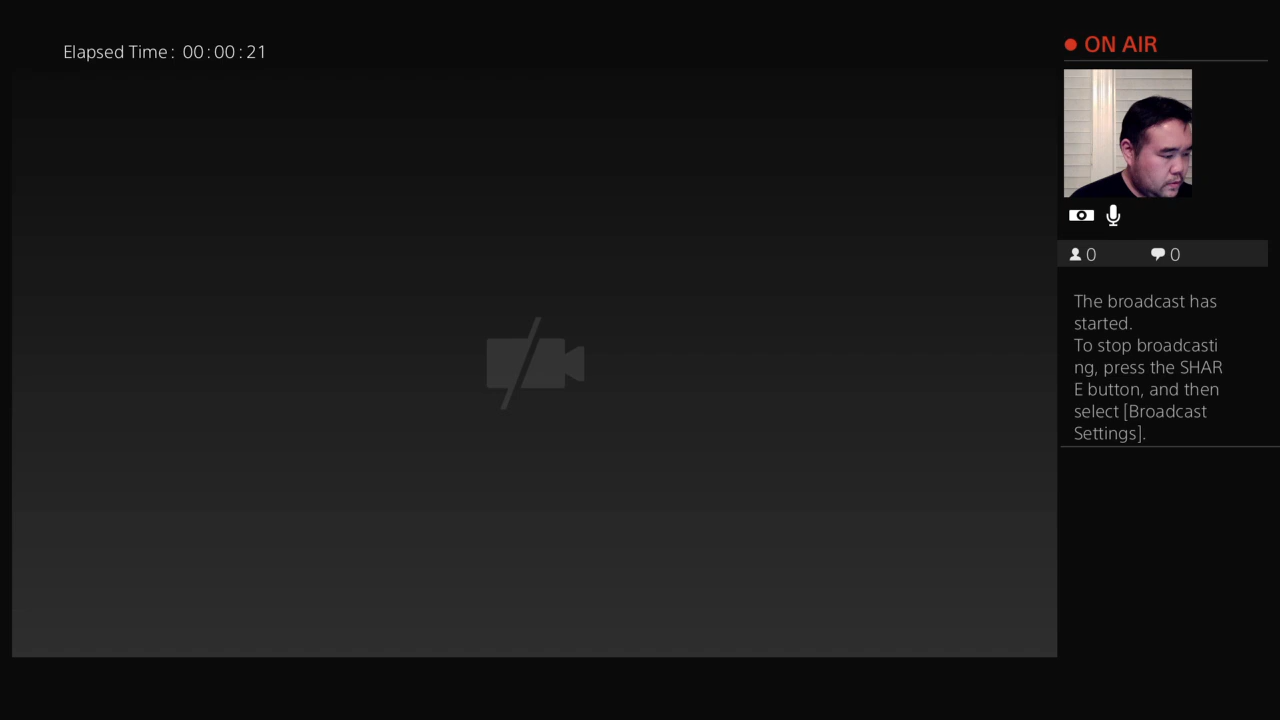 Elapsed Time: 00:00:21
ON AIR
0 0
The broadcast has
started.
To stop broadcasti
ng, press the SHAR
E button, and then
select [Broadcast
Settings].